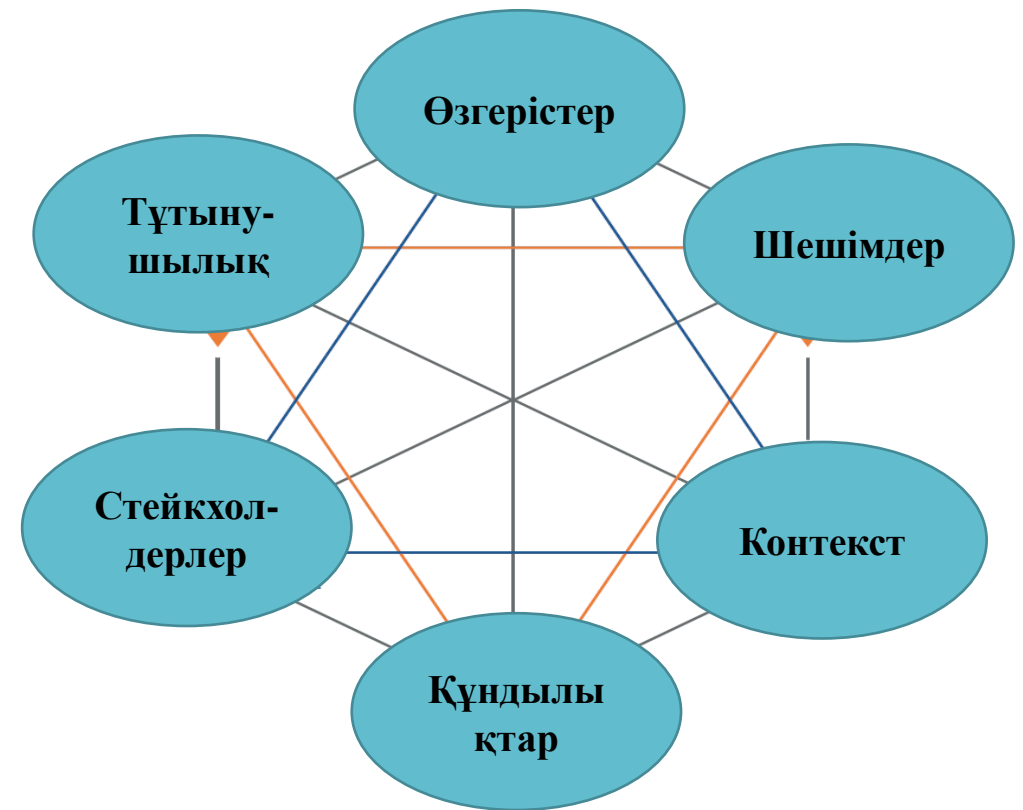 Өзгерістер
Тұтыну-
шылық
Шешімдер
Стейкхол-
дерлер
Контекст
Құндылы
қтар